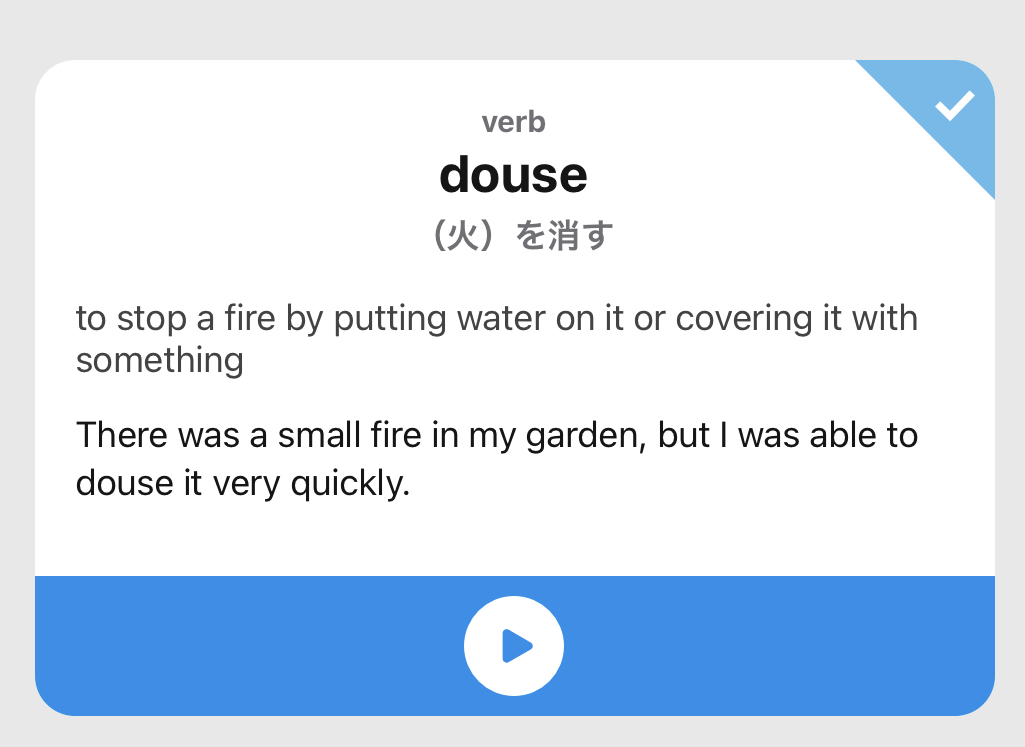 verb
douse
（火）を消す
to stop a fire by putting water on it or covering it with
something
There was a small fire in my garden, but I was able to
douse it very quickly.